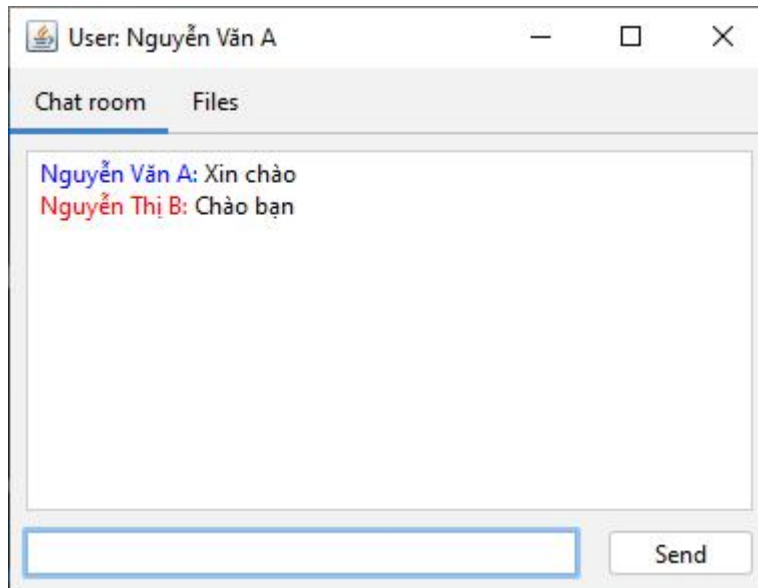 User: Nguyễn Văn A
Chat room Files
Nguyễn Văn A: Xin chào
Nguyễn Thị B: Chào bạn
Send